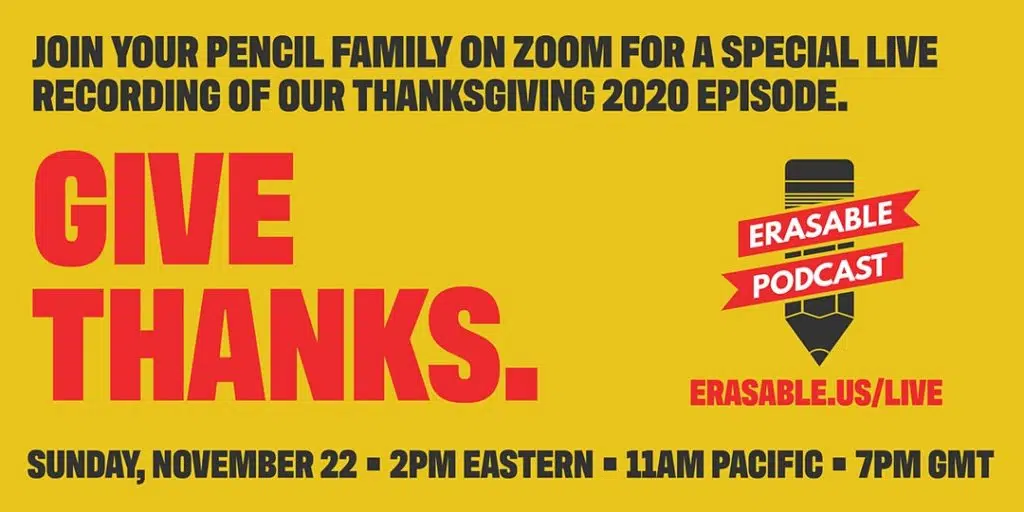 JOIN YOUR PENCIL FAMILY ON ZOOM FOR A SPECIAL LIVE
RECORDING OF OUR THANKSGIVING 2020 EPISODE.
GIVE
THANKS.
ERASABLE
PODCAST
ERASABLE.US/LIVE
SUNDAY, NOVEMBER 22 ▪ 2PM EASTERN ▪ 11AM PACIFIC ▪ 7PM GMT